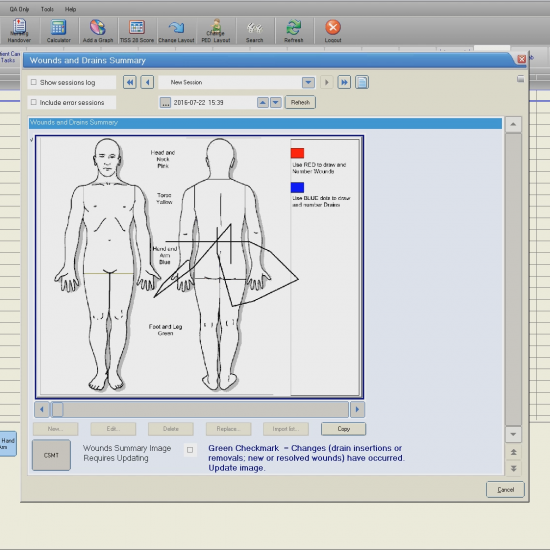 QA Only Tools Help
Nursing Handover
Calculator
Add a Graph
TISS 28 Score
Change Layout
Change RED Layout
Search
Refresh
Logout
Tasks
Wounds and Drains Summary
Show sessions log
New Session
Include error sessions
... 2016-07-22 15:39
Refresh
Wounds and Drains Summary
Head and
Neck
Pink
Torso
Yellow
Hand and
Arm
Blue
Foot and Leg
Green
Use RED to draw and
Number Wounds
Use BLUE dots to draw
and number Drains
New...
Edit...
Delete
Replace...
Import list...
Copy
CSMT
Wounds Summary Image
Requires Updating
Green Checkmark = Changes (drain insertions or
removals; new or resolved wounds) have occurred.
Update image.
Cancel
Hand